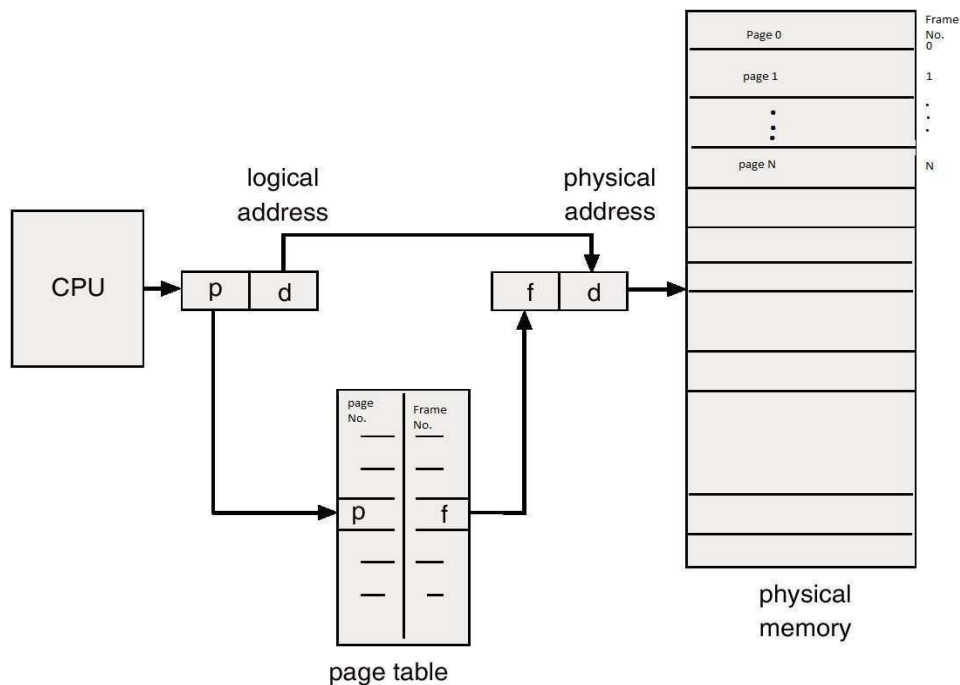 Frame
No.
0
Page 0
page 1
1
page N
N
logical
address
physical
address
CPU
p
d
f
d
page
No.
Frame
No.
p
f
page table
physical
memory